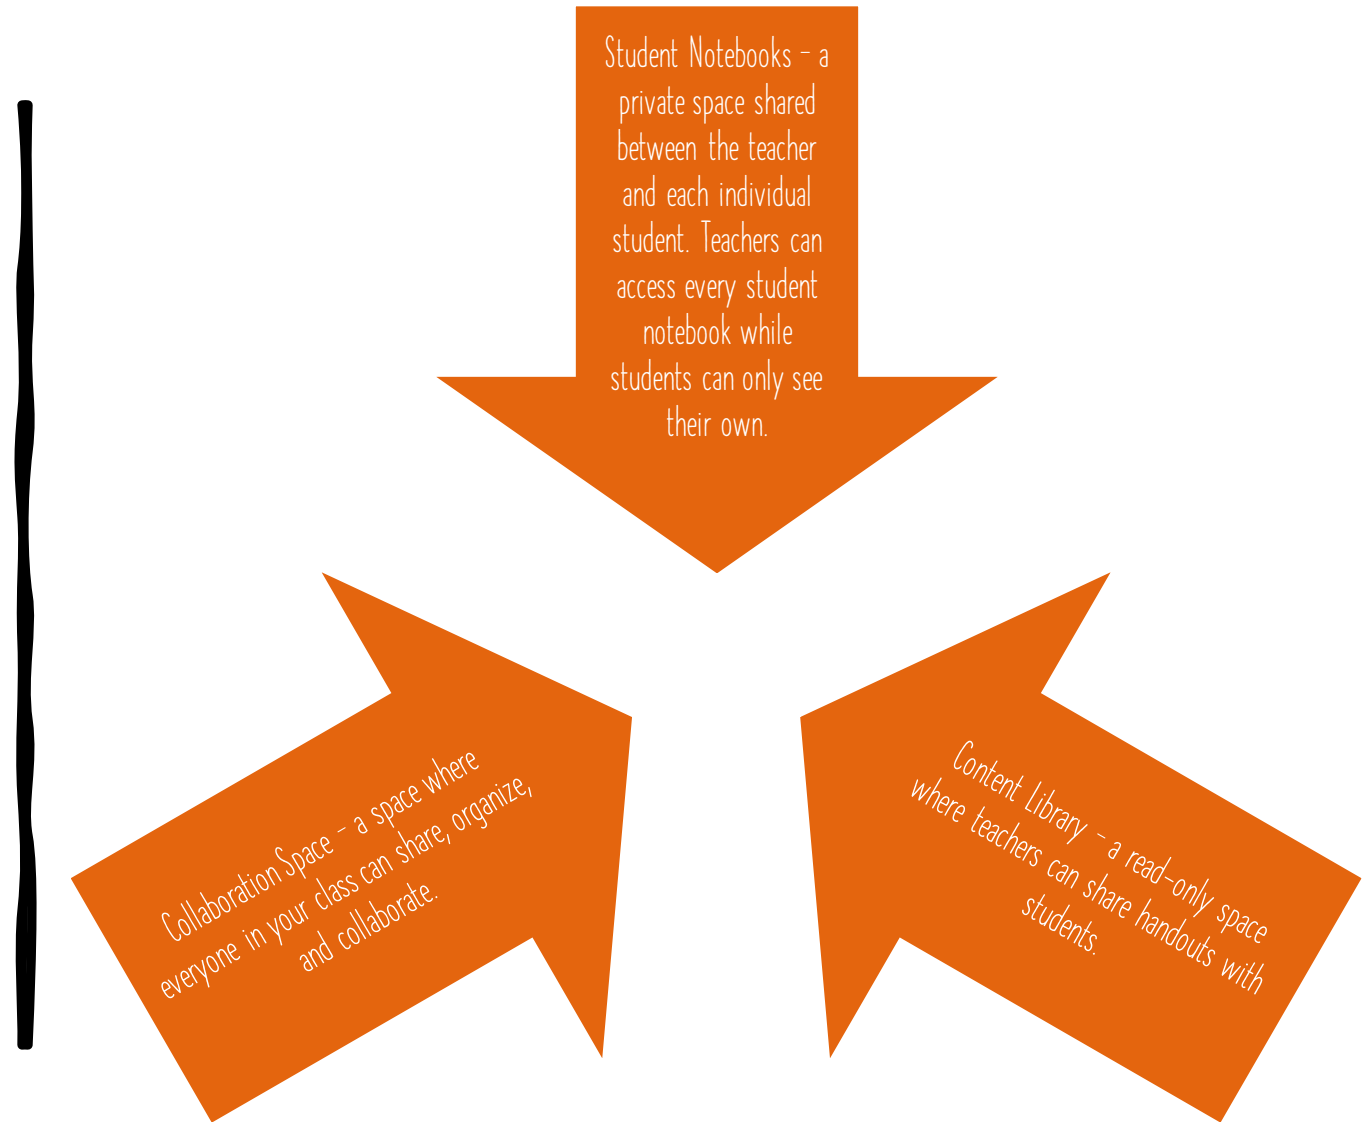 Student Notebooks - a
private space shared
between the teacher
and each individual
student. Teachers can
access every student
notebook while
students can only see
their own.
Collaboration Space - a space where
everyone in your class can share, organize,
and collaborate.
Content Library - a read-only space
where teachers can share handouts with
students.